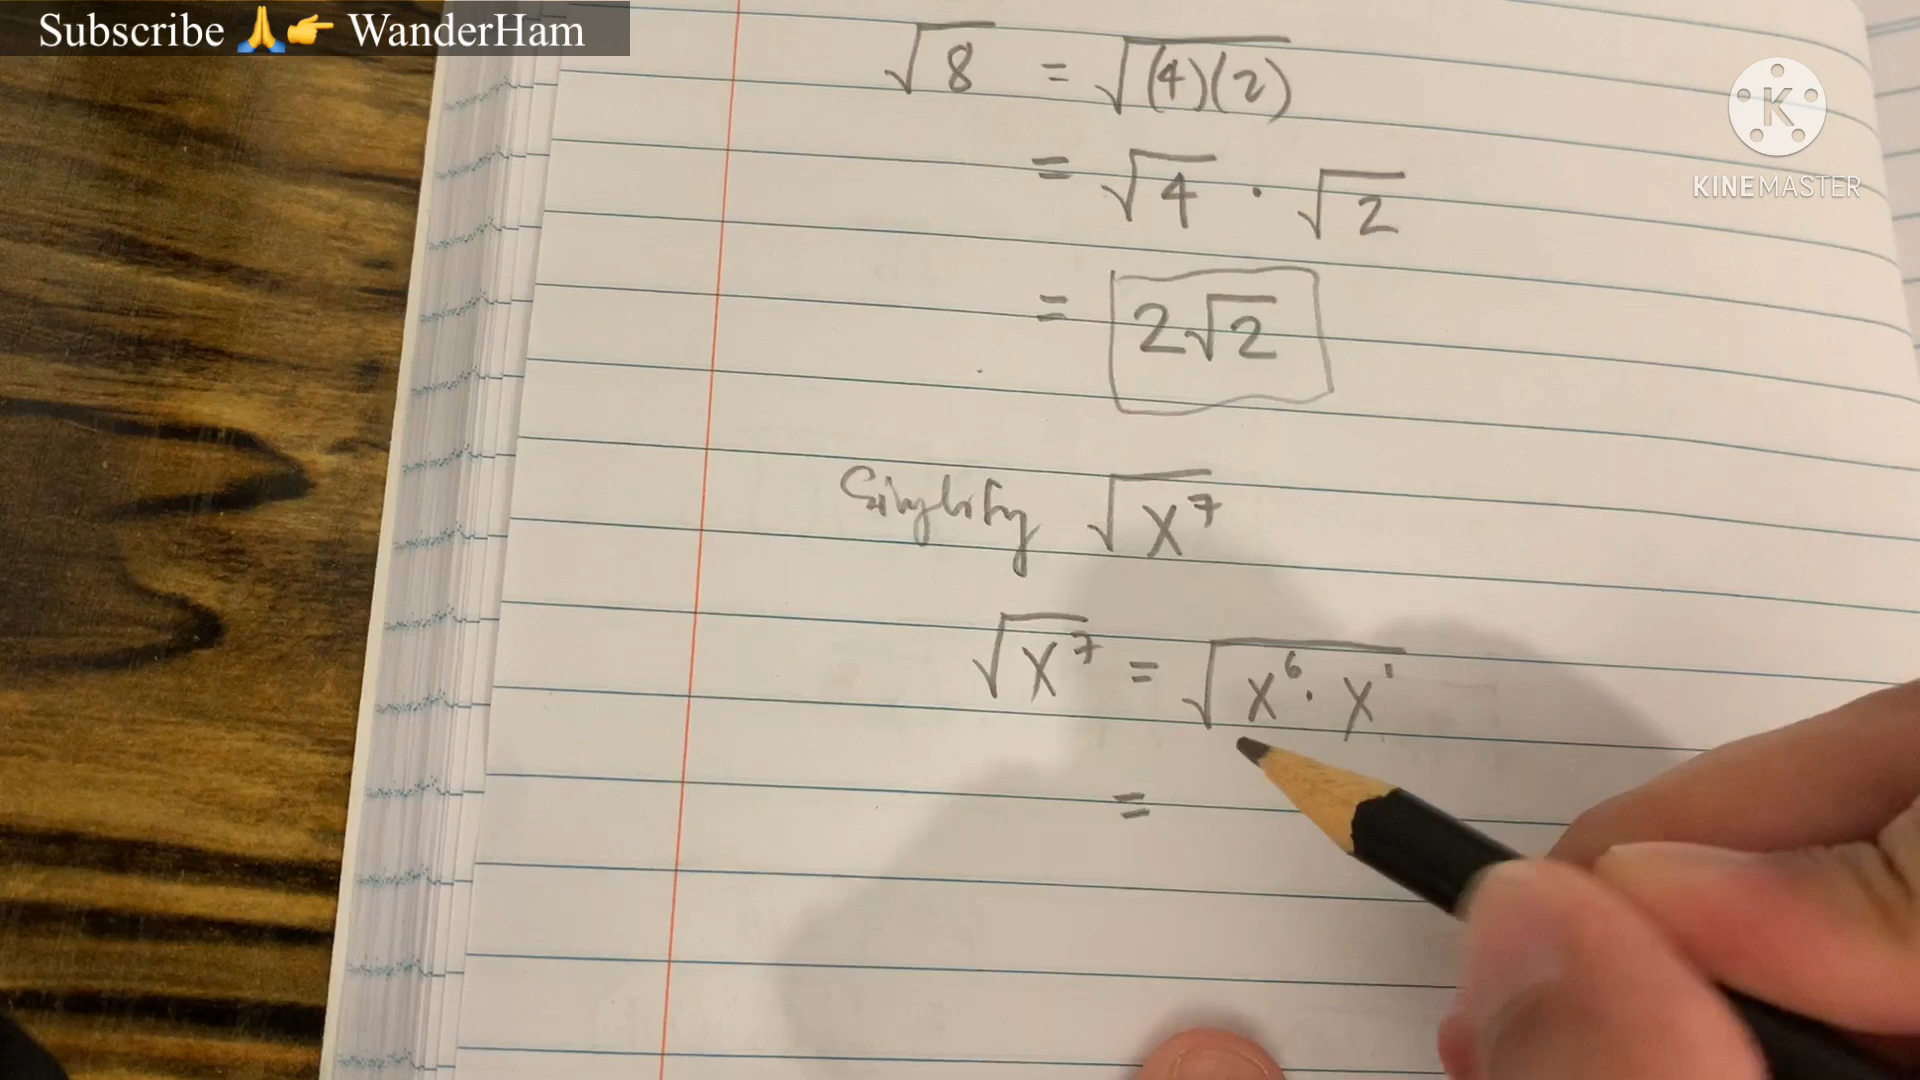 Subscribe 🙏👉 WanderHam
√8 = √(4)(2)
KINEMASTER
= √4 · √2
= 2√2
Simplify √x⁷
√x⁷ = √x⁶ · x¹
=